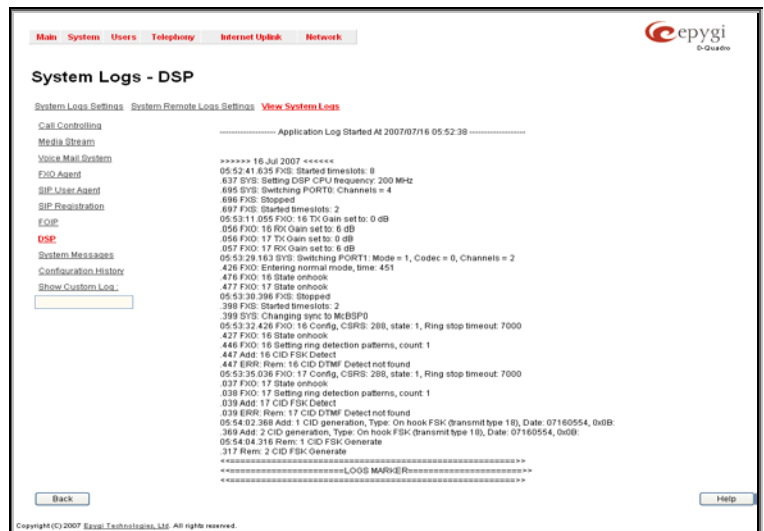 Main System Users Telephony Internet Uplink Network
epygi
D-Quadro
System Logs - DSP
System Logs Settings System Remote Logs Settings View System Logs
Call Controlling
Media Stream
Voice Mail System
FXO Agent
SIP User Agent
SIP Registration
FOIP
DSP
System Messages
Configuration History
Show Custom Log :
------------------- Application Log Started At 2007/07/16 05:52:38 -------------------
>>>>>> 16 Jul 2007 <<<<<<
05:52:41.635 FXS: Started timeslots: 8
.637 SYS: Setting DSP CPU frequency: 200 MHz
.695 SYS: Switching PORT0: Channels = 4
.696 FXS: Stopped
.697 FXS: Started timeslots: 2
05:53:11.055 FXO: 16 TX Gain set to: 0 dB
.056 FXO: 16 RX Gain set to: 6 dB
.056 FXO: 17 TX Gain set to: 0 dB
.057 FXO: 17 RX Gain set to: 6 dB
05:53:29.163 SYS: Switching PORT1: Mode = 1, Codec = 0, Channels = 2
.426 FXO: Entering normal mode, time: 451
.476 FXO: 16 State onhook
.477 FXO: 17 State onhook
05:53:30.396 FXS: Stopped
.398 FXS: Started timeslots: 2
.399 SYS: Changing sync to McBSP0
05:53:32.426 FXO: 16 Config, CSRS: 288, state: 1, Ring stop timeout: 7000
.427 FXO: 16 State onhook
.446 FXO: 16 Setting ring detection patterns, count: 1
.447 Add: 16 CID FSK Detect
.447 ERR: Rem: 16 CID DTMF Detect not found
05:53:35.036 FXO: 17 Config, CSRS: 288, state: 1, Ring stop timeout: 7000
.037 FXO: 17 State onhook
.038 FXO: 17 Setting ring detection patterns, count: 1
.039 Add: 17 CID FSK Detect
.039 ERR: Rem: 17 CID DTMF Detect not found
05:54:02.368 Add: 1 CID generation, Type: On hook FSK (transmit type 18), Date: 07160554, 0x0B:
.369 Add: 2 CID generation, Type: On hook FSK (transmit type 18), Date: 07160554, 0x0B:
05:54:04.316 Rem: 1 CID FSK Generate
.317 Rem: 2 CID FSK Generate
<<=======================================================>>
<<======================LOGS MARKER======================>>
<<=======================================================>>
Back Help
Copyright (C) 2007 Epygi Technologies, Ltd. All rights reserved.